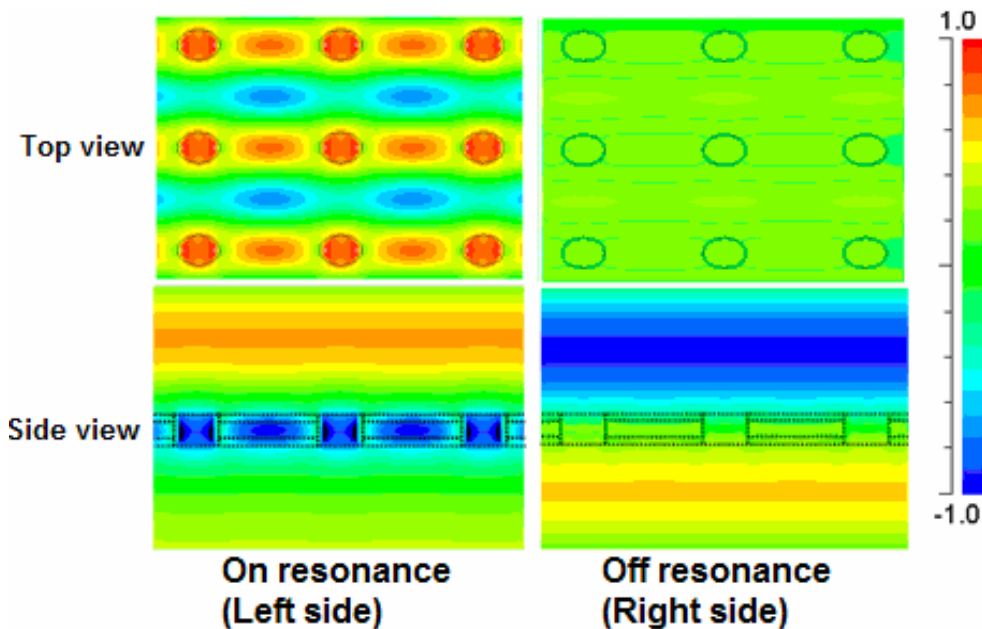 1.0
Top view
Side view
-1.0
On resonance
(Left side)
Off resonance
(Right side)